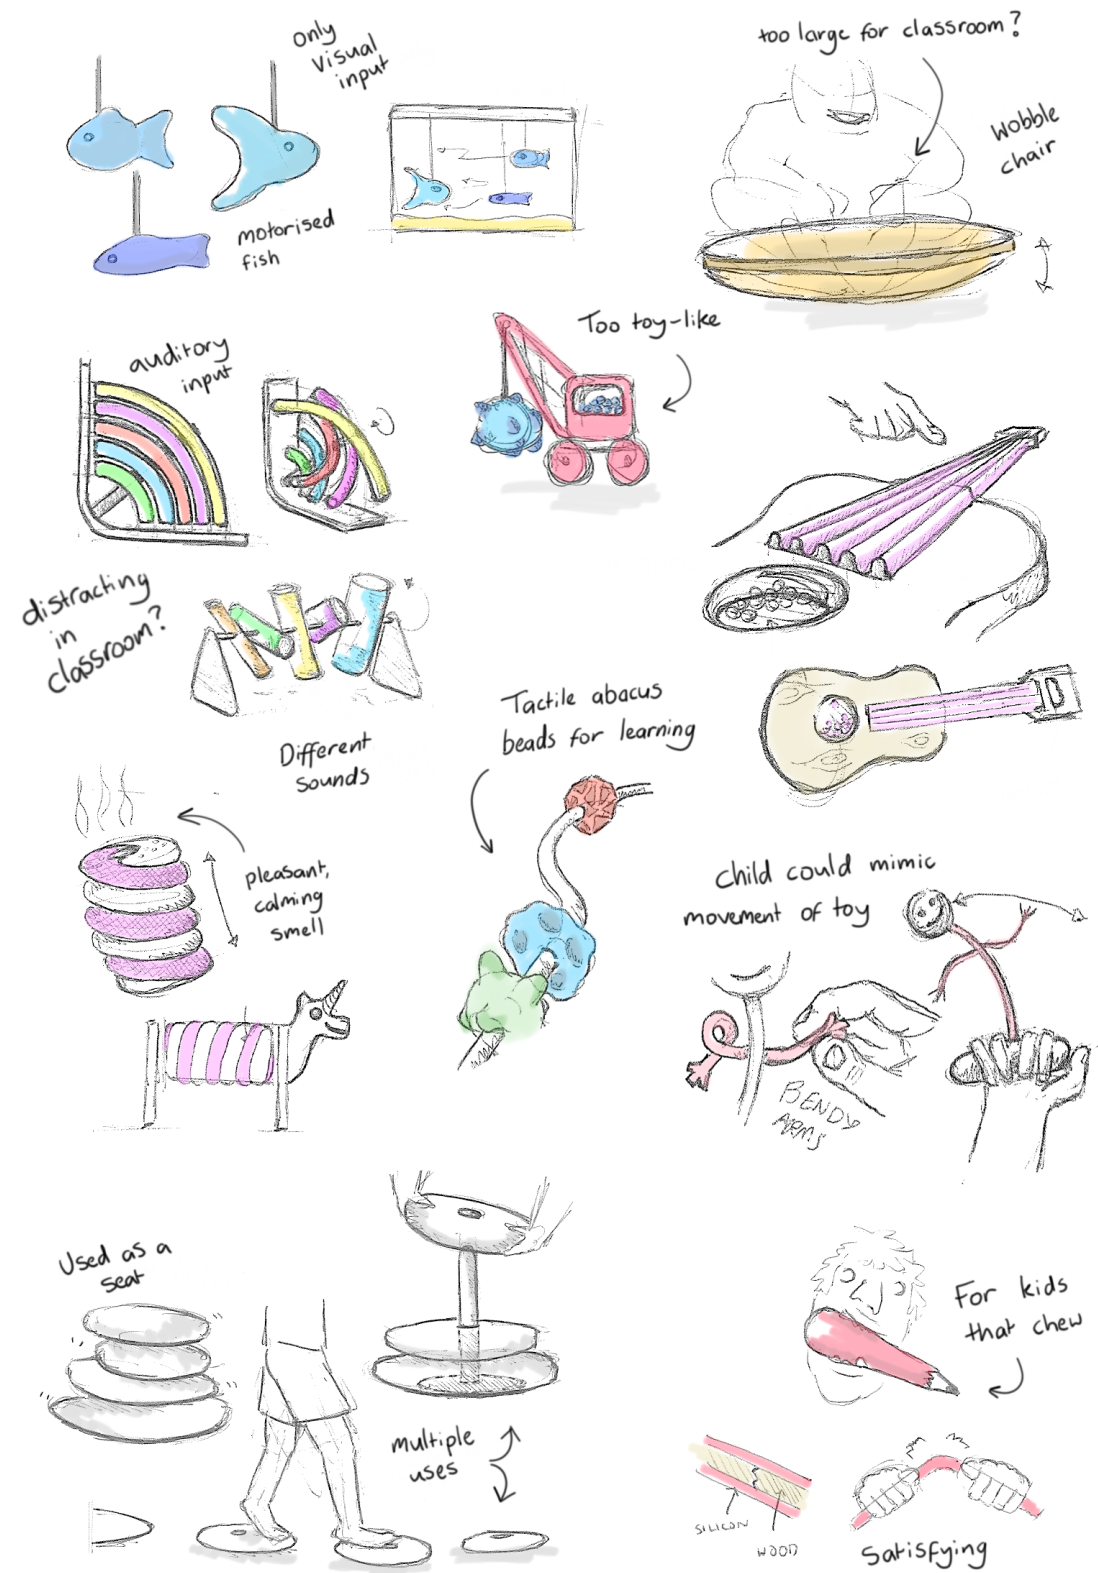 only
visual
input
motorised
fish
too large for classroom?
Wobble
chair
auditory
input
Too toy-like
distracting
in
classroom?
Different
sounds
Tactile abacus
beads for learning
pleasant,
calming
smell
child could mimic
movement of toy
BENDY
ARMS
Used as a
seat
multiple
uses
For kids
that chew
SILICON
WOOD
Satisfying